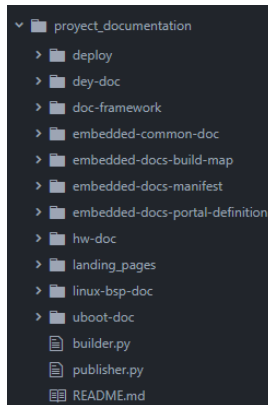 proyect_documentation
deploy
dey-doc
doc-framework
embedded-common-doc
embedded-docs-build-map
embedded-docs-manifest
embedded-docs-portal-definition
hw-doc
landing_pages
linux-bsp-doc
uboot-doc
builder.py
publisher.py
README.md